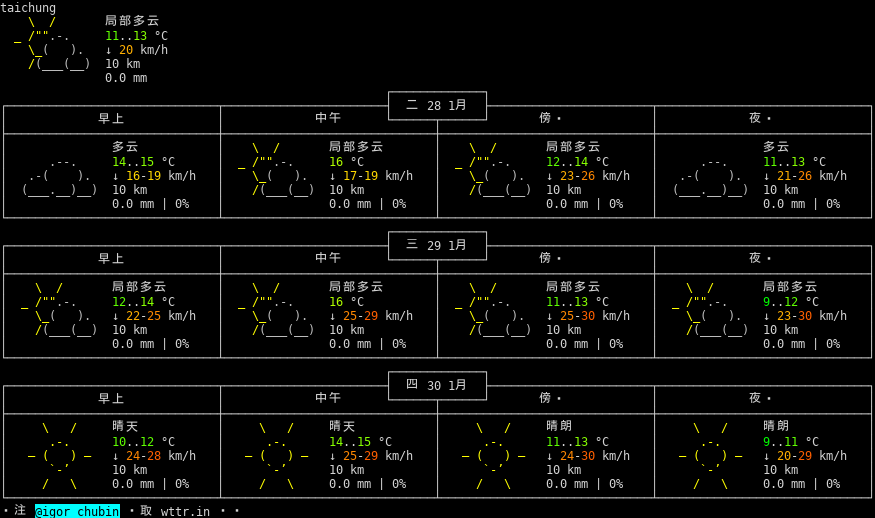 taichung
局部多云
11..13 °C
↓ 20 km/h
10 km
0.0 mm
二 28 1月
早上 中午 傍 夜
多云 局部多云 局部多云 多云
14..15 °C 16 °C 12..14 °C 11..13 °C
↓ 16-19 km/h ↓ 17-19 km/h ↓ 23-26 km/h ↓ 21-26 km/h
10 km 10 km 10 km 10 km
0.0 mm | 0% 0.0 mm | 0% 0.0 mm | 0% 0.0 mm | 0%
三 29 1月
早上 中午 傍 夜
局部多云 局部多云 局部多云 局部多云
12..14 °C 16 °C 11..13 °C 9..12 °C
↓ 22-25 km/h ↓ 25-29 km/h ↓ 25-30 km/h ↓ 23-30 km/h
10 km 10 km 10 km 10 km
0.0 mm | 0% 0.0 mm | 0% 0.0 mm | 0% 0.0 mm | 0%
四 30 1月
早上 中午 傍 夜
晴天 晴天 晴朗 晴朗
10..12 °C 14..15 °C 11..13 °C 9..11 °C
↓ 24-28 km/h ↓ 25-29 km/h ↓ 24-30 km/h ↓ 20-29 km/h
10 km 10 km 10 km 10 km
0.0 mm | 0% 0.0 mm | 0% 0.0 mm | 0% 0.0 mm | 0%
注 @igor_chubin 取 wttr.in